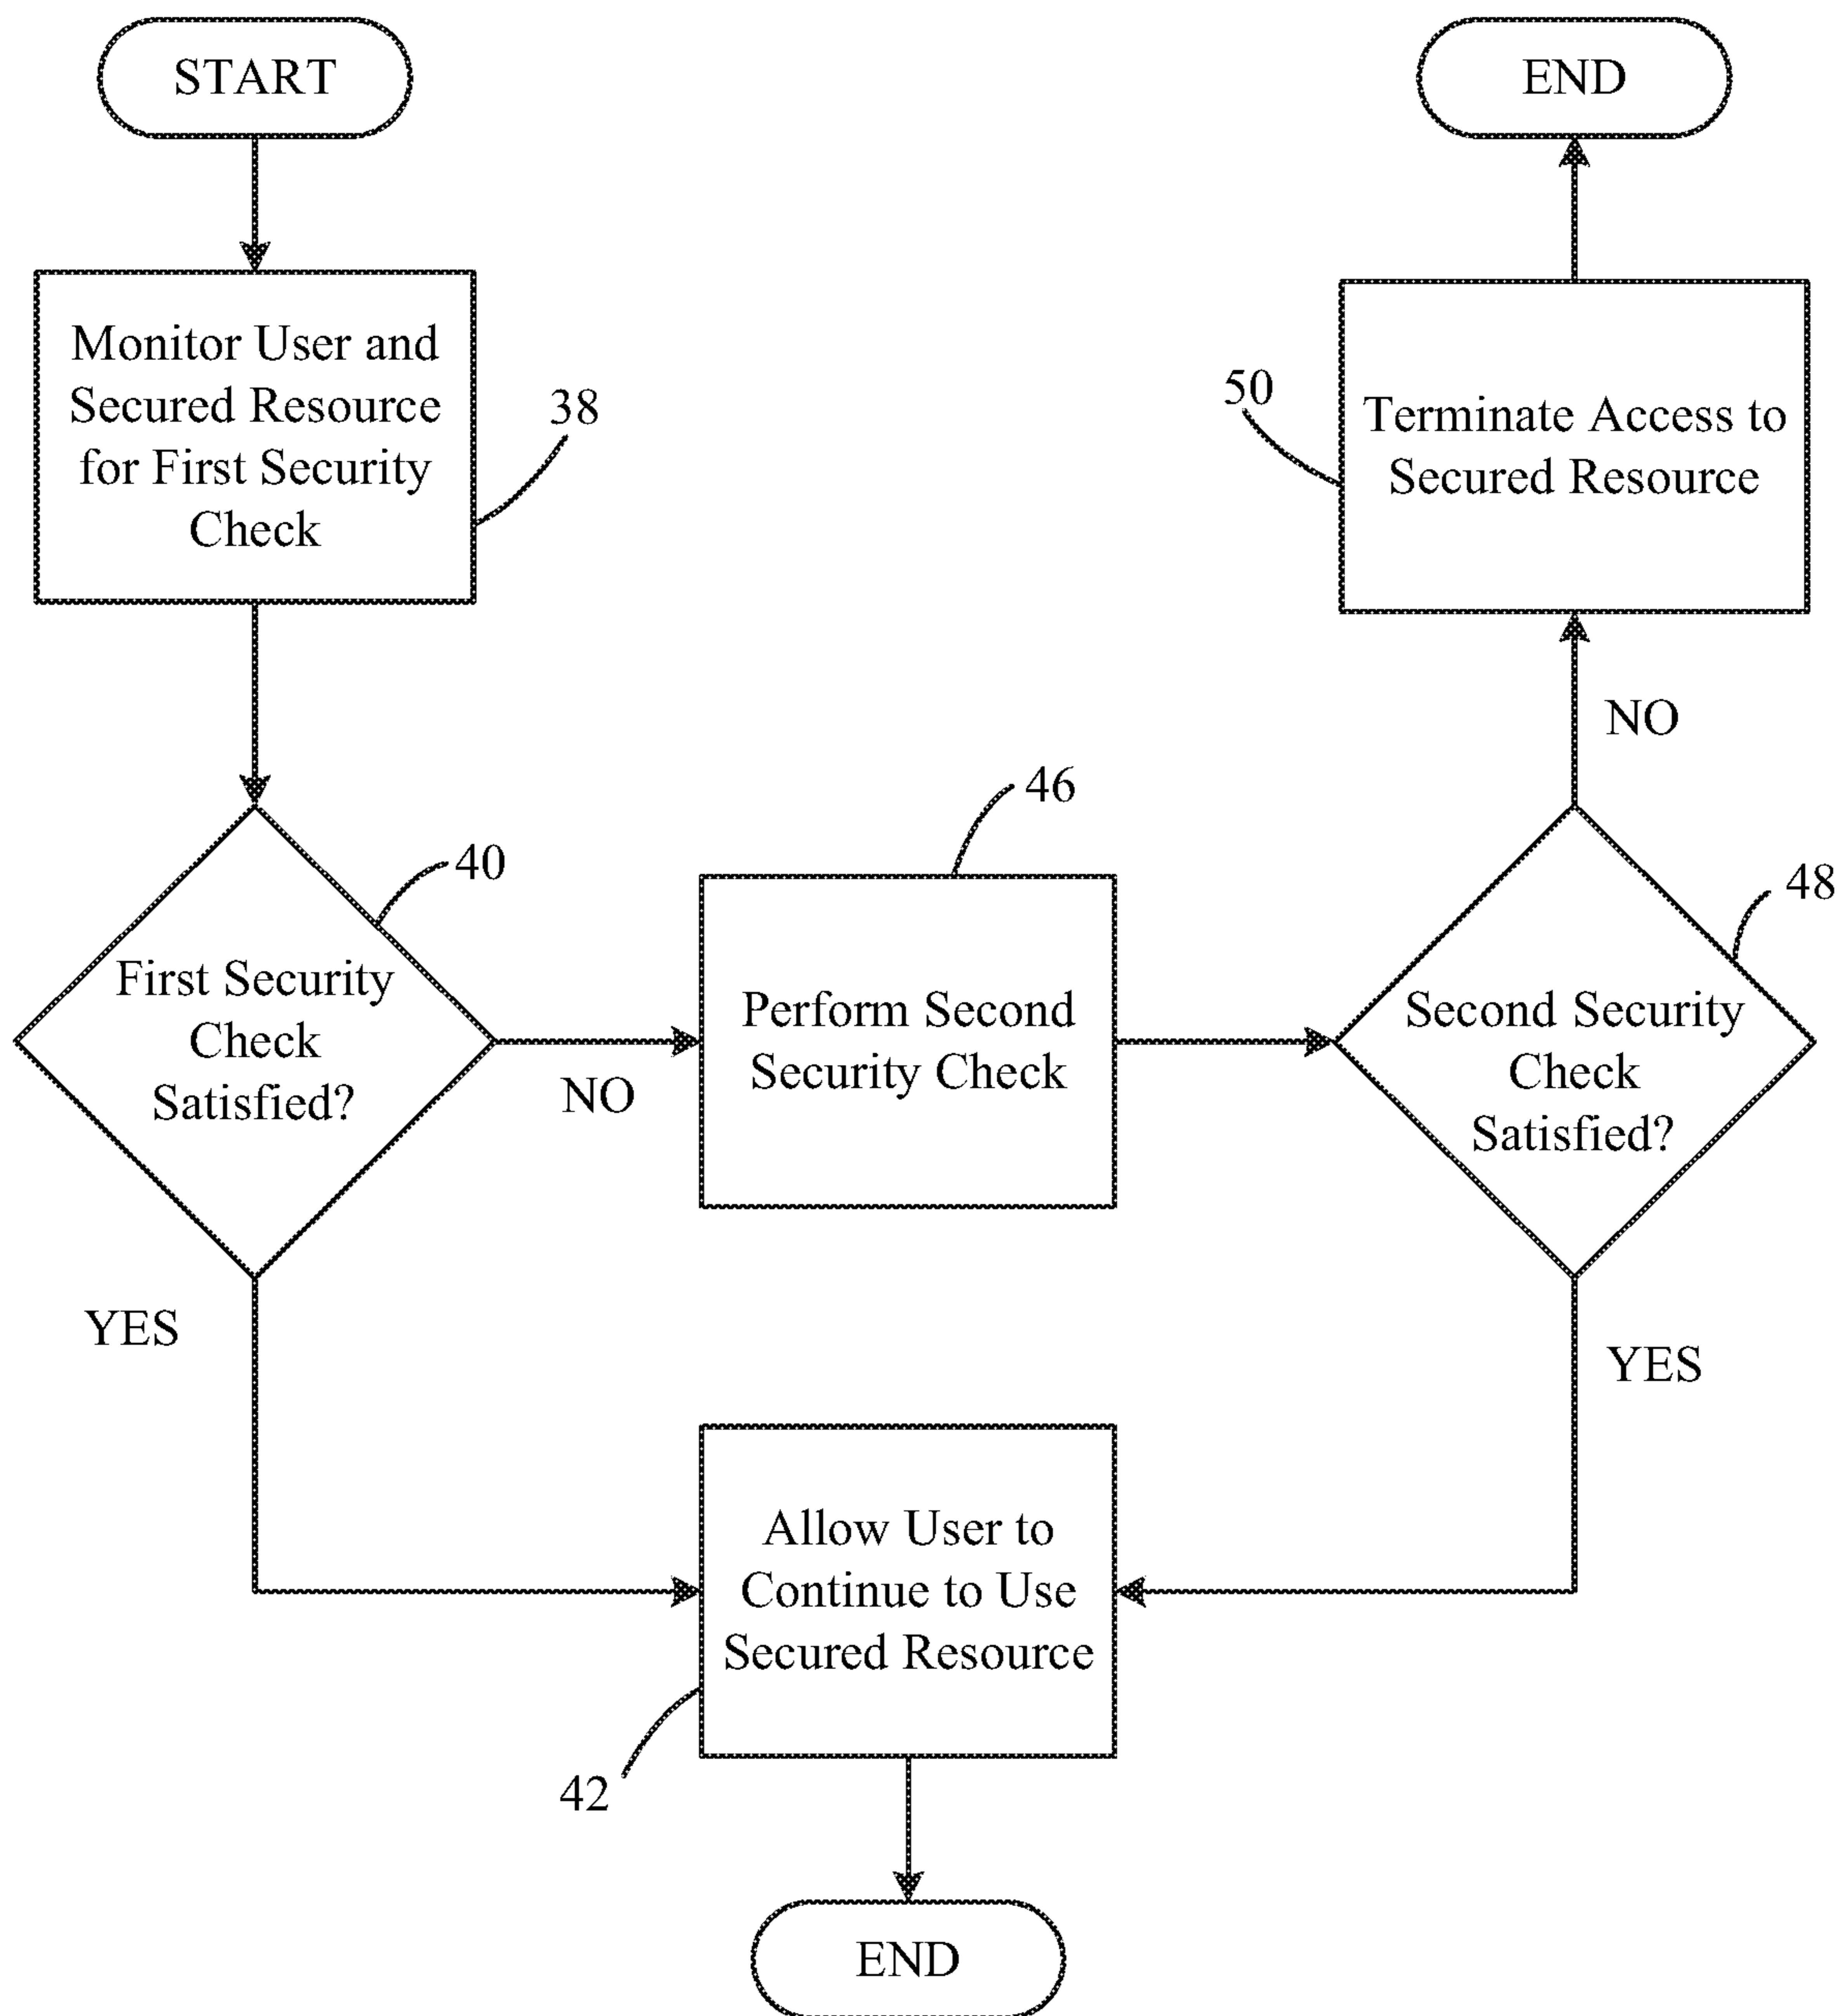 START
END
Monitor User and
Secured Resource
for First Security
Check
38
50
Terminate Access to
Secured Resource
NO
46
40
48
First Security
Check
Satisfied?
NO
Perform Second
Security Check
Second Security
Check
Satisfied?
YES
YES
Allow User to
Continue to Use
Secured Resource
42
END